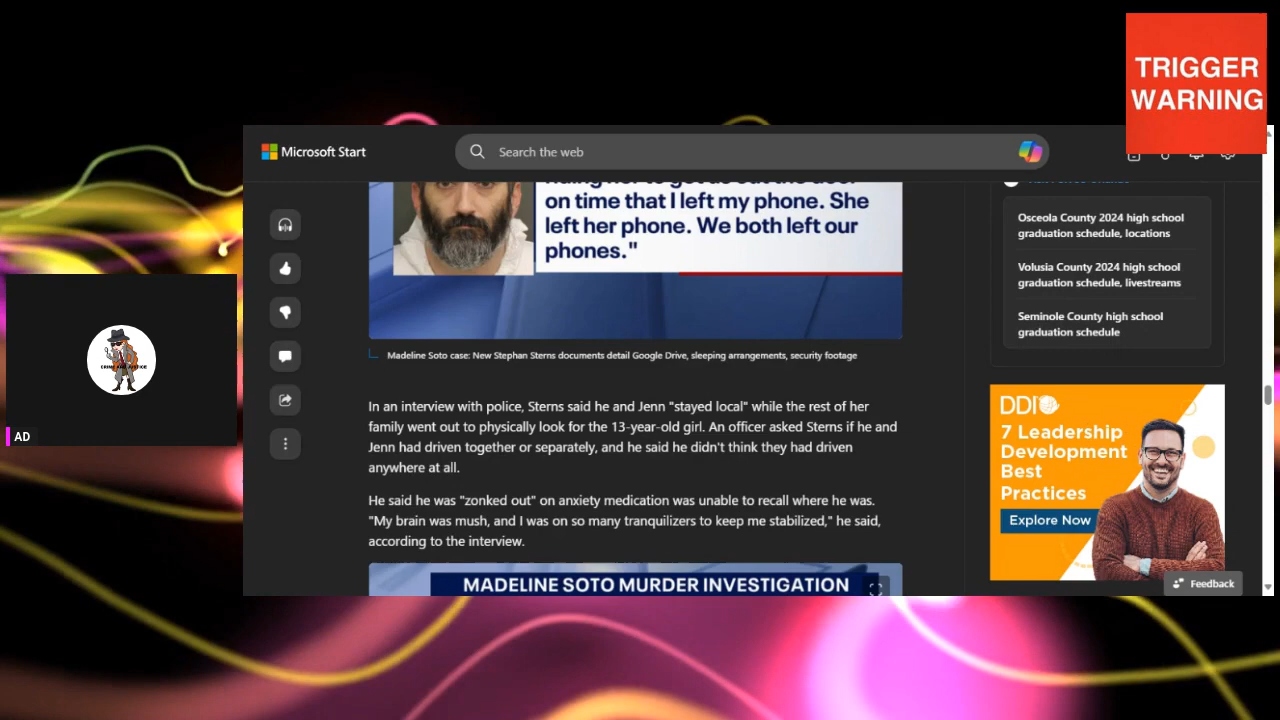 TRIGGER
WARNING
Microsoft Start
Search the web
on time that I left my phone. She
left her phone. We both left our
phones."
Madeline Soto case: New Stephan Sterns documents detail Google Drive, sleeping arrangements, security footage
In an interview with police, Sterns said he and Jenn "stayed local" while the rest of her
family went out to physically look for the 13-year-old girl. An officer asked Sterns if he and
Jenn had driven together or separately, and he said he didn't think they had driven
anywhere at all.
He said he was "zonked out" on anxiety medication was unable to recall where he was.
"My brain was mush, and I was on so many tranquilizers to keep me stabilized," he said,
according to the interview.
MADELINE SOTO MURDER INVESTIGATION
Osceola County 2024 high school
graduation schedule, locations
Volusia County 2024 high school
graduation schedule, livestreams
Seminole County high school
graduation schedule
DDI
7 Leadership
Development
Best
Practices
Explore Now
Feedback
CRIME AND JUSTICE
AD